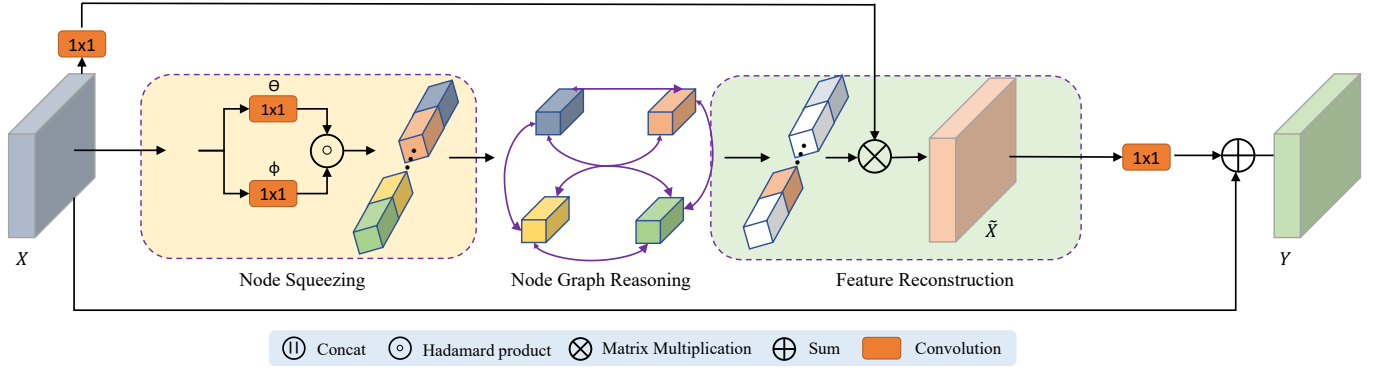 1x1
X
Θ
1x1
ϕ
1x1
Node Squeezing
Node Graph Reasoning
X̃
Feature Reconstruction
1x1
Y
Concat
Hadamard product
Matrix Multiplication
Sum
Convolution